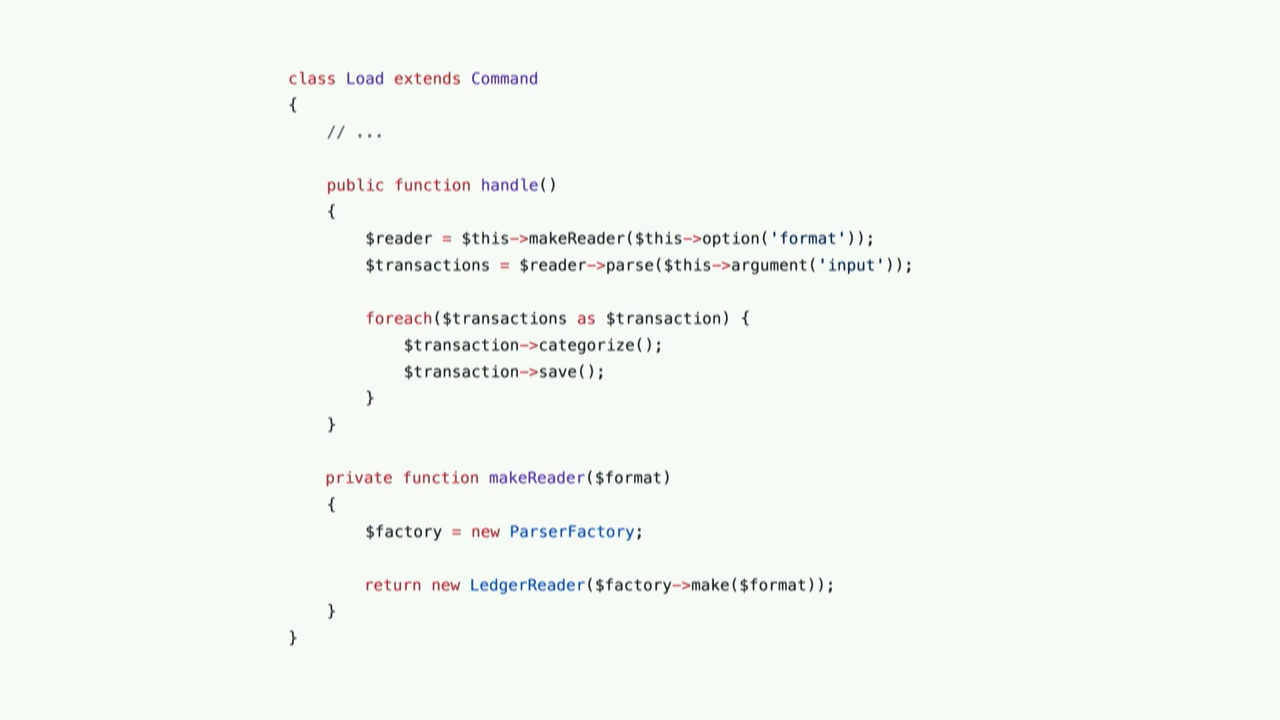 class Load extends Command
{
    // ...

    public function handle()
    {
        $reader = $this->makeReader($this->option('format'));
        $transactions = $reader->parse($this->argument('input'));

        foreach($transactions as $transaction) {
            $transaction->categorize();
            $transaction->save();
        }
    }

    private function makeReader($format)
    {
        $factory = new ParserFactory;

        return new LedgerReader($factory->make($format));
    }
}